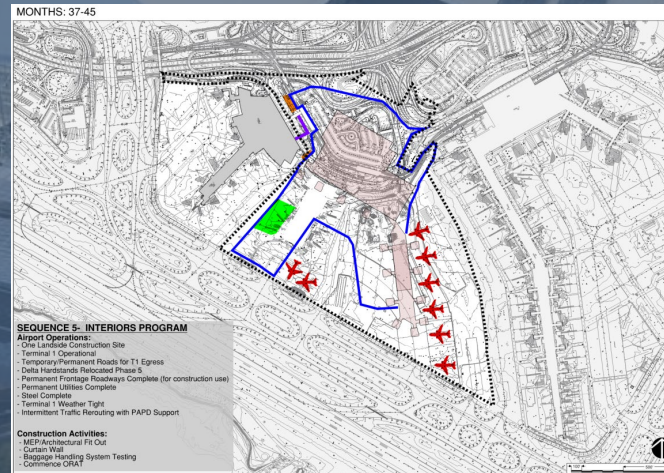 MONTHS: 37-45
SEQUENCE 5- INTERIORS PROGRAM
Airport Operations:
- One Landside Construction Site
- Terminal 1 Operational
- Temporary/Permanent Roads for T1 Egress
- Delta Hardstands Relocated Phase 5
- Permanent Frontage Roadways Complete (for construction use)
- Permanent Utilities Complete
- Steel Complete
- Terminal 1 Weather Tight
- Intermittent Traffic Rerouting with PAPD Support
Construction Activities:
- MEP/Architectural Fit Out
- Curtain Wall
- Baggage Handling System Testing
- Commence ORAT